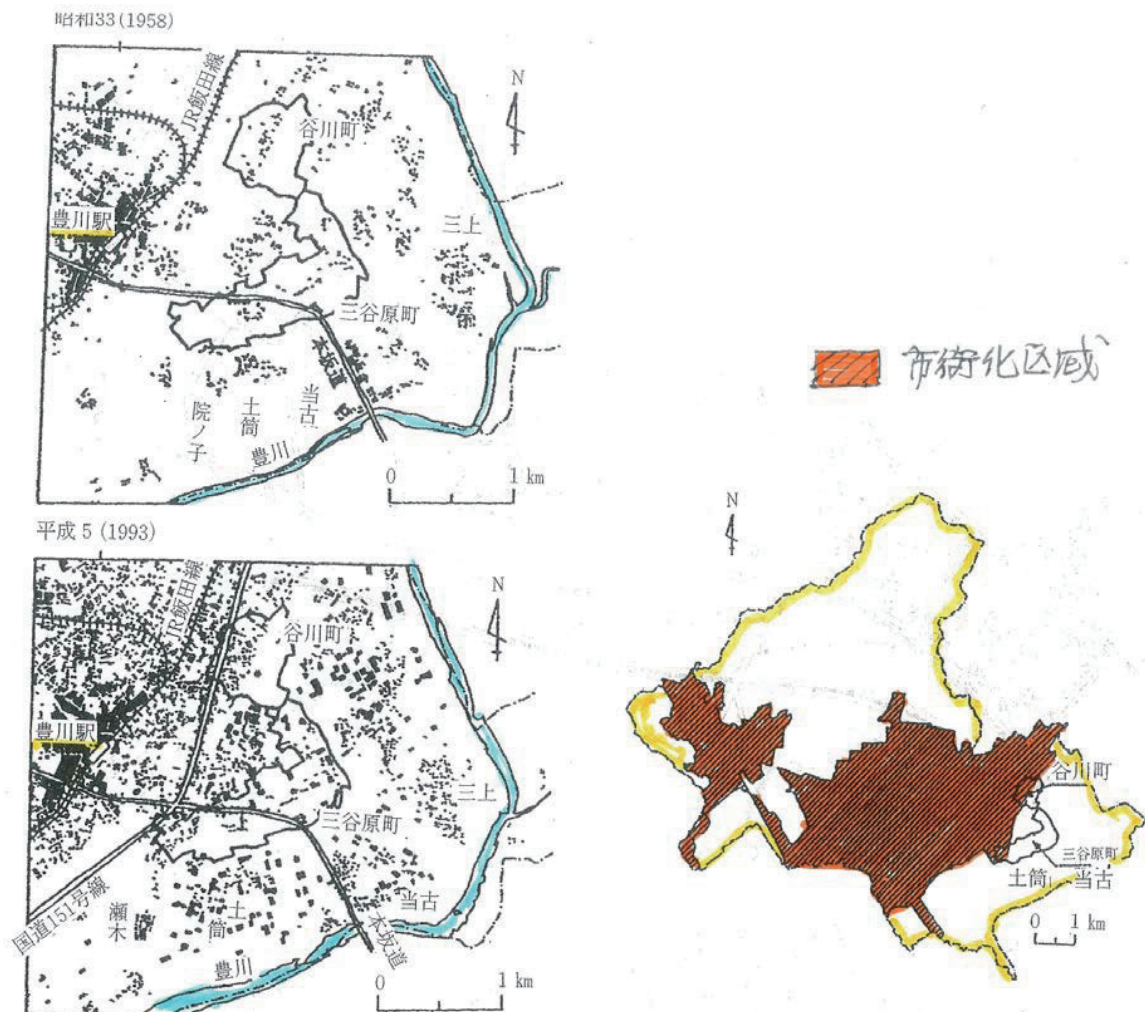 昭和33(1958)
JR飯田線
N
谷川町
豊川駅
三上
三谷原町
本坂道
当古
土筒
院ノ子
豊川
0 1 km
平成5(1993)
JR飯田線
N
谷川町
豊川駅
三上
三谷原町
国道151号線
瀬木
土筒
当古
本坂道
豊川
0 1 km
市街化区域
N
谷川町
三谷原町
土筒 当古
0 1 km